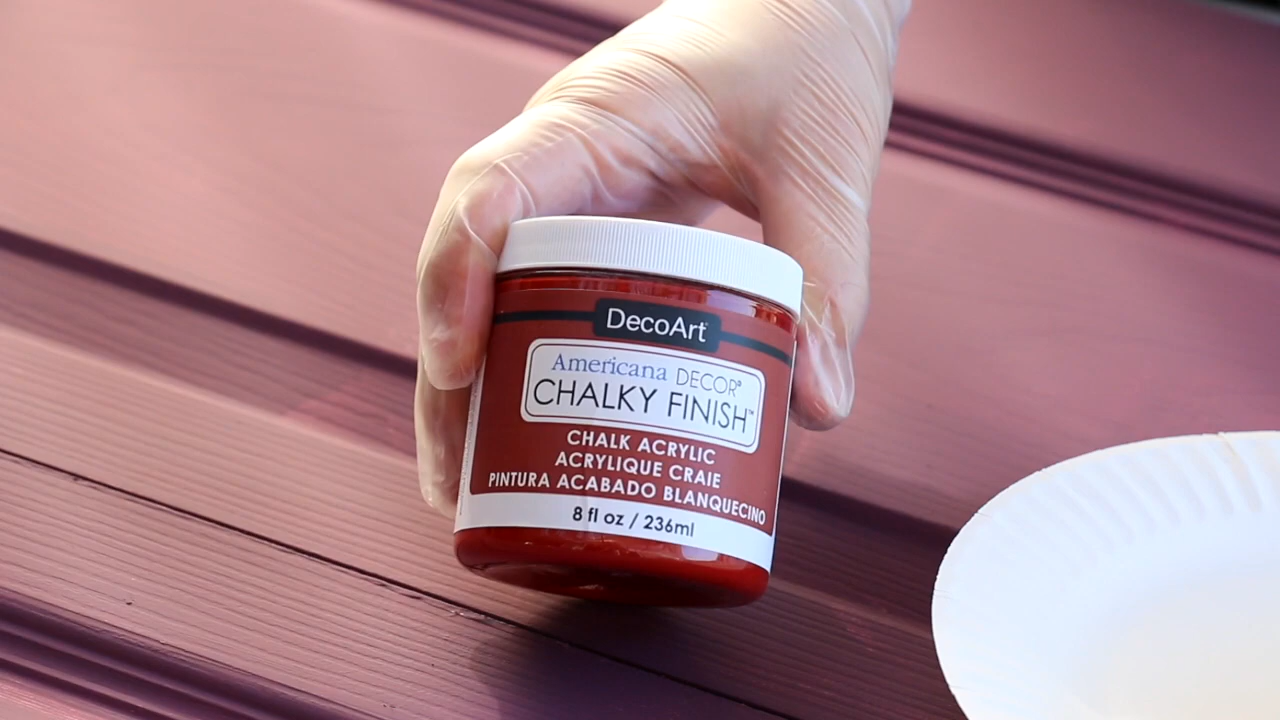 DecoArt®
Americana DECOR®
CHALKY FINISH™
CHALK ACRYLIC
ACRYLIQUE CRAIE
PINTURA ACABADO BLANQUECINO
8 fl oz / 236ml